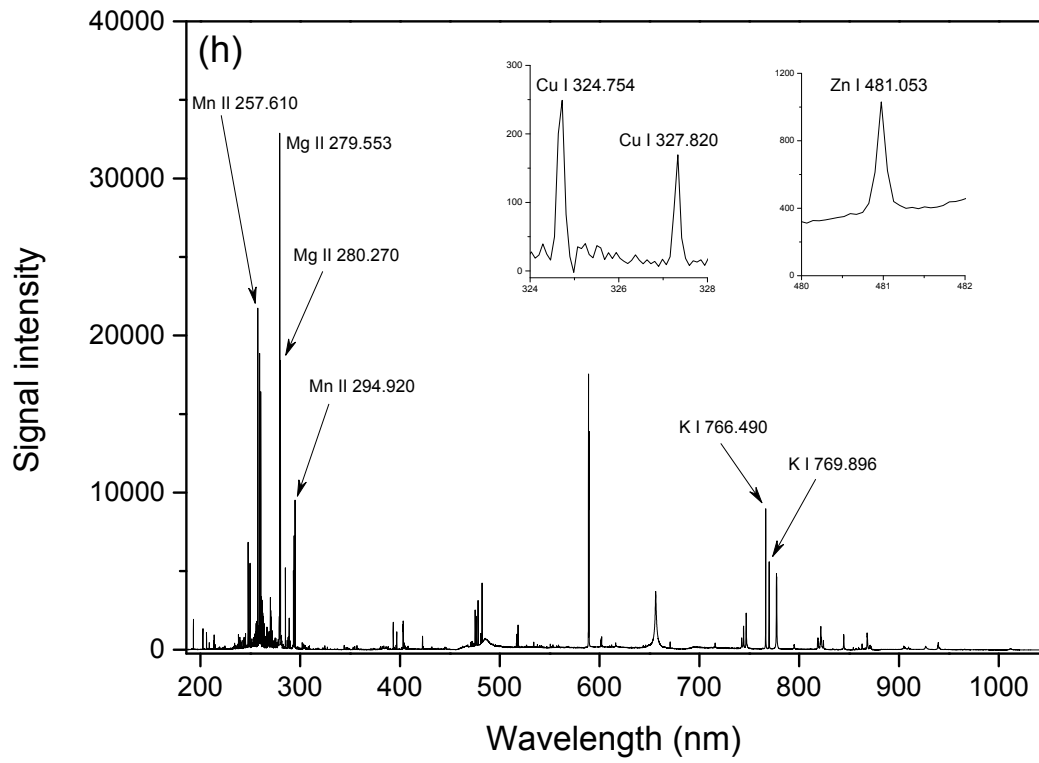 (h)
40000
30000
20000
10000
0
Signal intensity
200 300 400 500 600 700 800 900 1000
Wavelength (nm)
Mn II 257.610
Mg II 279.553
Mg II 280.270
Mn II 294.920
K I 766.490
K I 769.896
Cu I 324.754
Cu I 327.820
300
200
100
0
324 326 328
Zn I 481.053
1200
800
400
0
480 481 482